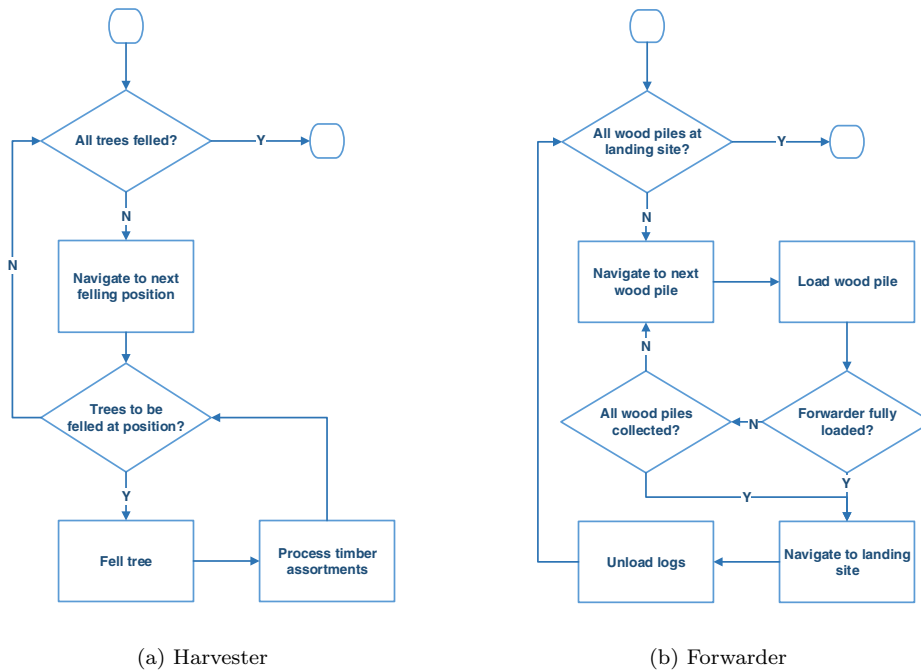 All trees felled?
Y
N
Navigate to next
felling position
N
Trees to be
felled at position?
Y
Fell tree
Process timber
assortments
(a) Harvester
All wood piles at
landing site?
Y
N
Navigate to next
wood pile
Load wood pile
N
All wood piles
collected?
N
Forwarder fully
loaded?
Y
Y
Unload logs
Navigate to landing
site
(b) Forwarder